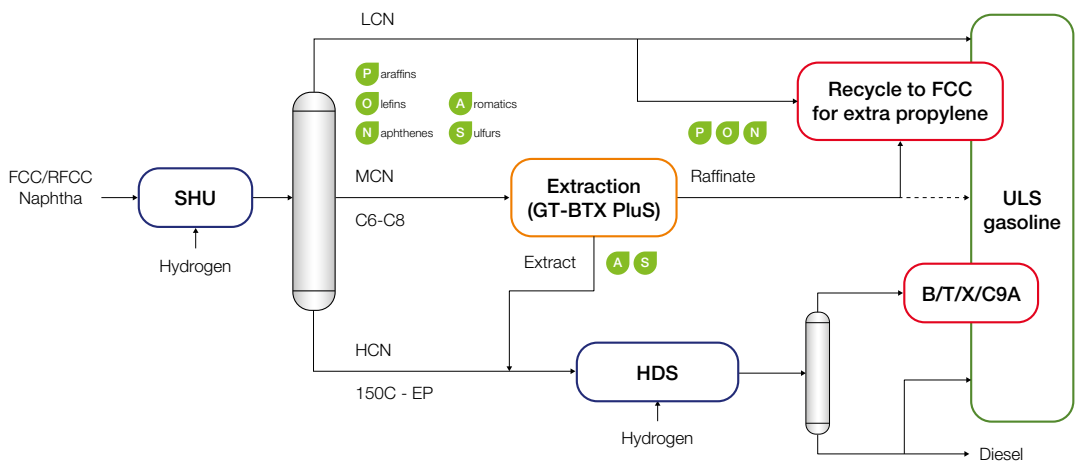 LCN
Paraffins
Olefins
Aromatics
Naphthenes
Sulfurs
Recycle to FCC
for extra propylene
P O N
FCC/RFCC
Naphtha
SHU
MCN
C6-C8
Extraction
(GT-BTX PluS)
Raffinate
ULS
gasoline
Hydrogen
Extract
A S
B/T/X/C9A
HCN
150C - EP
HDS
Hydrogen
Diesel